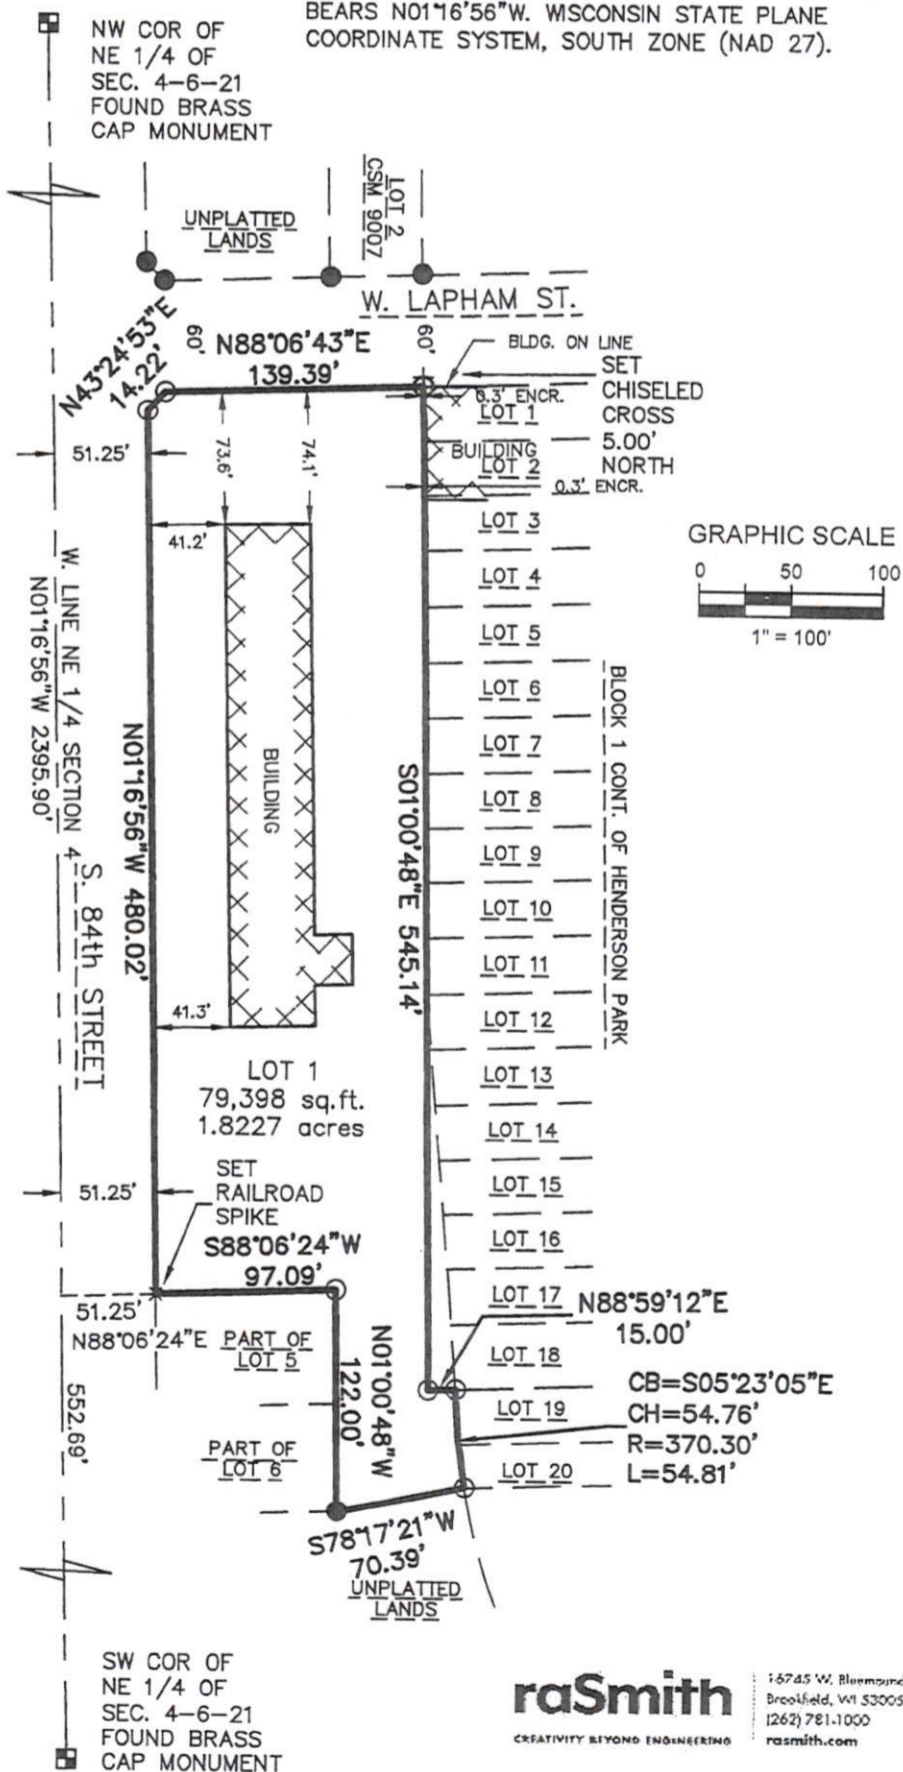 BEARS N01°16'56"W. WISCONSIN STATE PLANE
COORDINATE SYSTEM, SOUTH ZONE (NAD 27).
NW COR OF
NE 1/4 OF
SEC. 4-6-21
FOUND BRASS
CAP MONUMENT
UNPLATTED
LANDS
LOT 2
CSM 9007
W. LAPHAM ST.
N43°24'53"E
14.22'
60'
N88°06'43"E
139.39'
60'
BLDG. ON LINE
SET
CHISELED
CROSS
5.00'
NORTH
0.3' ENCR.
LOT 1
BUILDING
LOT 2
0.3' ENCR.
51.25'
73.6'
74.1'
41.2'
LOT 3
LOT 4
LOT 5
LOT 6
LOT 7
LOT 8
LOT 9
LOT 10
LOT 11
LOT 12
LOT 13
LOT 14
LOT 15
LOT 16
LOT 17
LOT 18
LOT 19
LOT 20
GRAPHIC SCALE
0 50 100
1" = 100'
BLOCK 1 CONT. OF HENDERSON PARK
W. LINE NE 1/4 SECTION 4
N01°16'56"W 2395.90'
S. 84th STREET
N01°16'56"W 480.02'
BUILDING
S01°00'48"E 545.14'
41.3'
LOT 1
79,398 sq.ft.
1.8227 acres
SET
RAILROAD
SPIKE
51.25'
S88°06'24"W
97.09'
51.25'
N88°06'24"E
PART OF
LOT 5
N01°00'48"W
122.00'
N88°59'12"E
15.00'
CB=S05°23'05"E
CH=54.76'
R=370.30'
L=54.81'
552.69'
PART OF
LOT 6
S78°17'21"W
70.39'
UNPLATTED
LANDS
SW COR OF
NE 1/4 OF
SEC. 4-6-21
FOUND BRASS
CAP MONUMENT
raSmith
CREATIVITY BEYOND ENGINEERING
16745 W. Bluemound
Brookfield, WI 53005
(262) 781-1000
rasmith.com